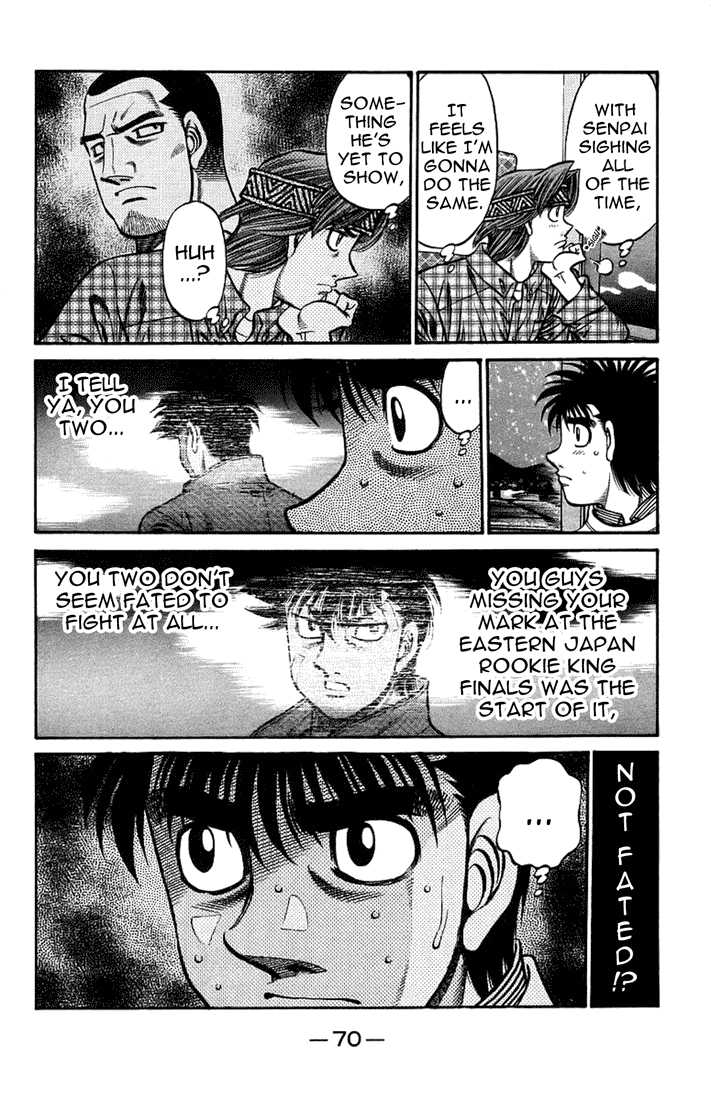 WITH
SENPAI
SIGHING
ALL
OF THE
TIME,
SIGH
IT
FEELS
LIKE I'M
GONNA
DO THE
SAME.
SOME-
THING
HE'S
YET TO
SHOW,
HUH
...?
...
I TELL
YA, YOU
TWO...
YOU GUYS
MISSING YOUR
MARK AT THE
EASTERN JAPAN
ROOKIE KING
FINALS WAS THE
START OF IT,
YOU TWO DON'T
SEEM FATED TO
FIGHT AT ALL...
NOT FATED!?
...
—70—